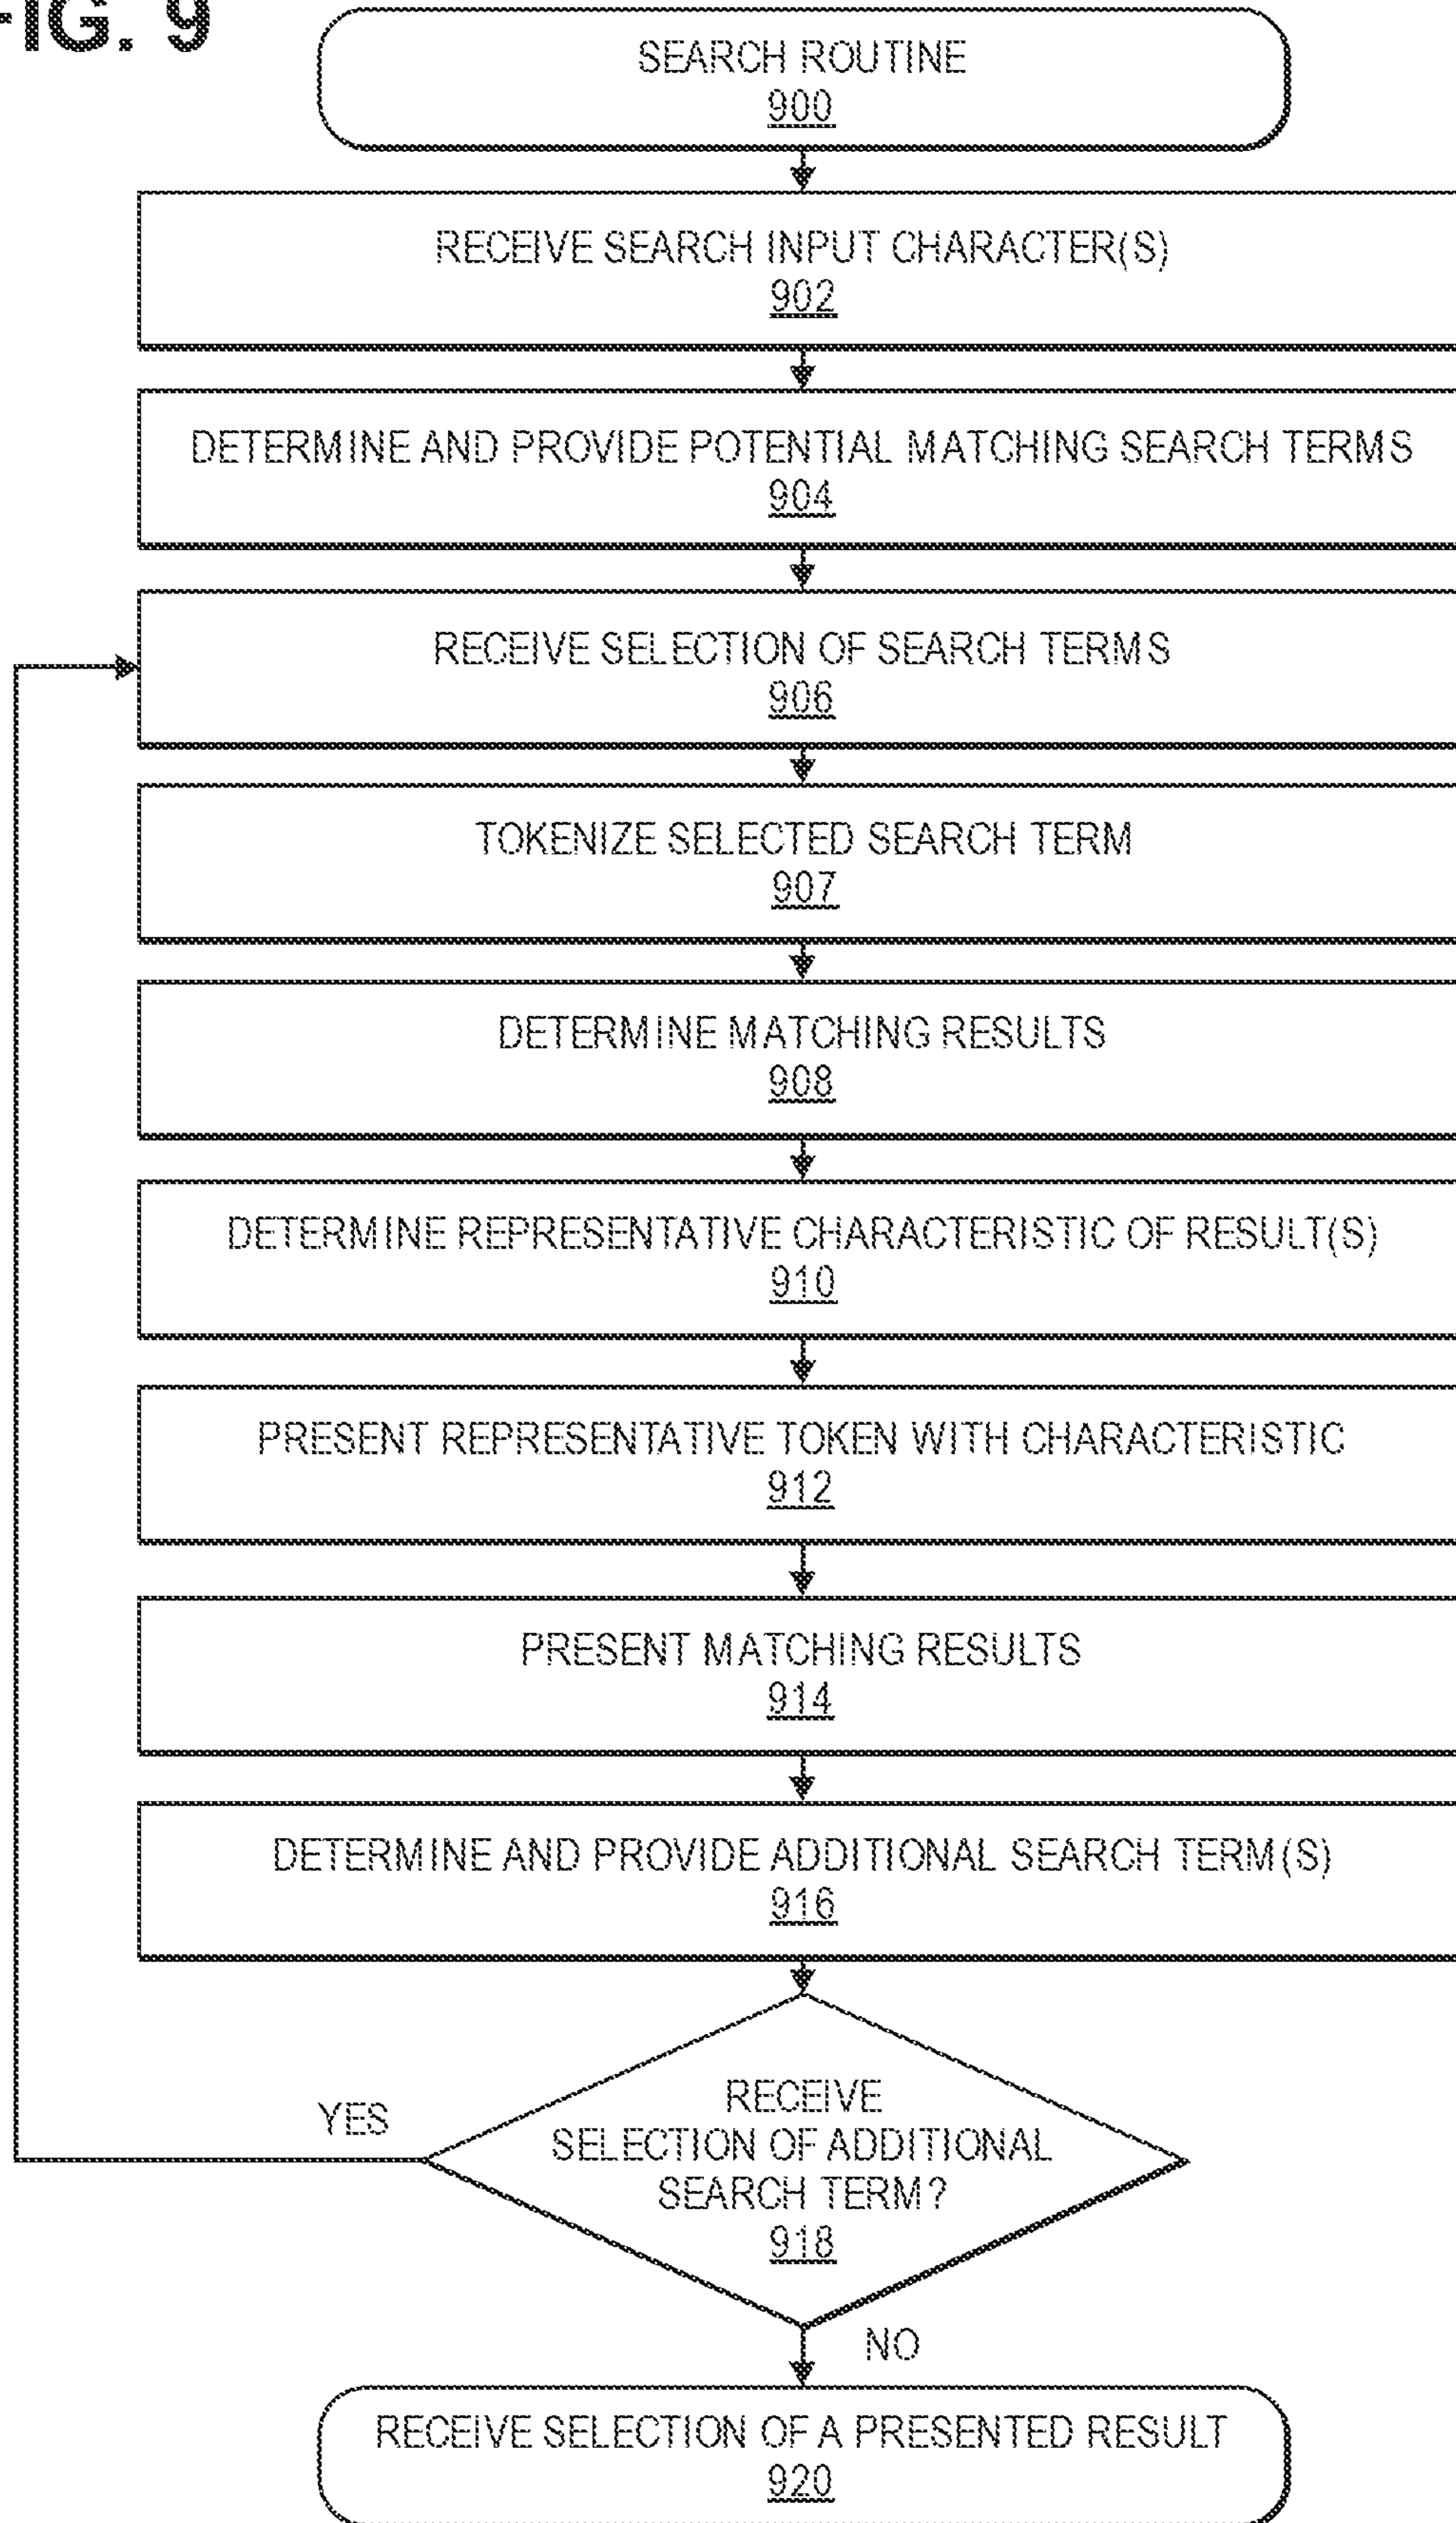 FIG. 9
SEARCH ROUTINE
900
RECEIVE SEARCH INPUT CHARACTER(S)
902
DETERMINE AND PROVIDE POTENTIAL MATCHING SEARCH TERMS
904
RECEIVE SELECTION OF SEARCH TERMS
906
TOKENIZE SELECTED SEARCH TERM
907
DETERMINE MATCHING RESULTS
908
DETERMINE REPRESENTATIVE CHARACTERISTIC OF RESULT(S)
910
PRESENT REPRESENTATIVE TOKEN WITH CHARACTERISTIC
912
PRESENT MATCHING RESULTS
914
DETERMINE AND PROVIDE ADDITIONAL SEARCH TERM(S)
916
YES
RECEIVE
SELECTION OF ADDITIONAL
SEARCH TERM?
918
NO
RECEIVE SELECTION OF A PRESENTED RESULT
920